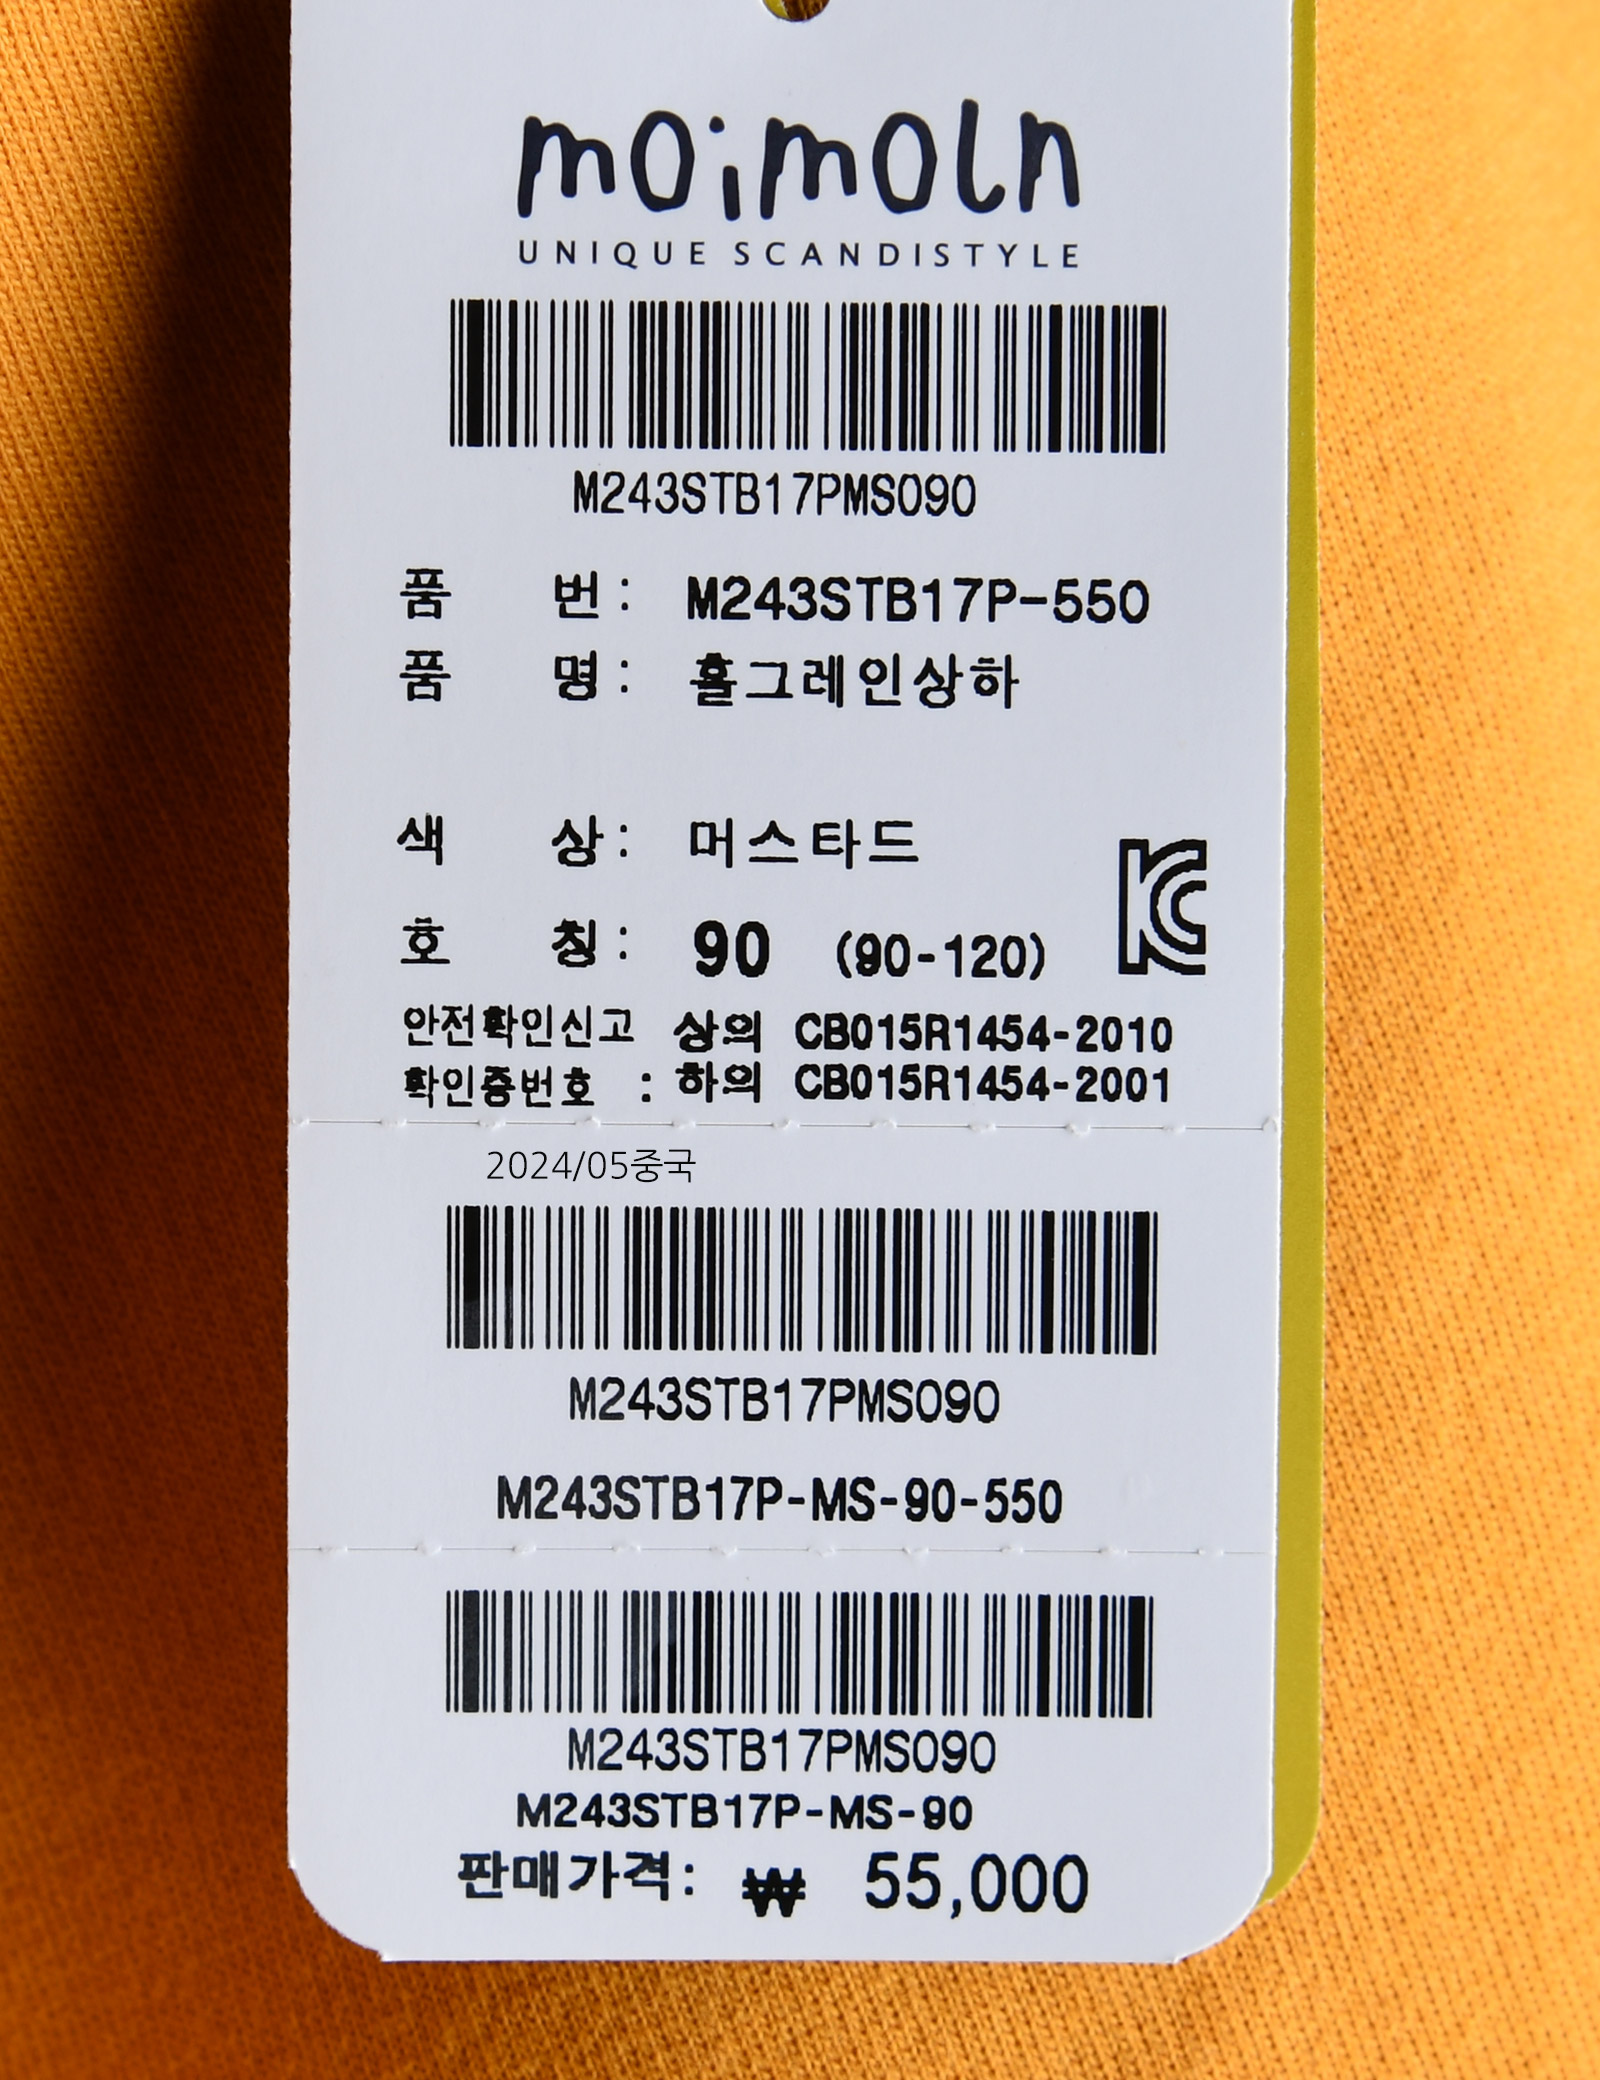 moimoln
UNIQUE SCANDISTYLE
M243STB17PMS090
품 번 : M243STB17P-550
품 명 : 홀그레인상하
색 상 : 머스타드
호 칭 : 90 (90-120)
안전확인신고 상의 CB015R1454-2010
확인증번호 : 하의 CB015R1454-2001
2024/05중국
M243STB17PMS090
M243STB17P-MS-90-550
M243STB17PMS090
M243STB17P-MS-90
판매가격: ₩ 55,000